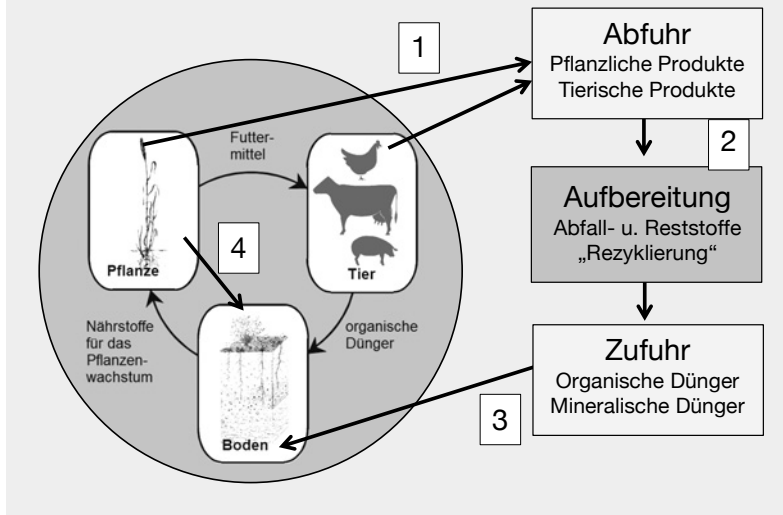 1
Abfuhr
Pflanzliche Produkte
Tierische Produkte
2
Futter-
mittel
Aufbereitung
Abfall- u. Reststoffe
„Rezyklierung“
Pflanze
4
Tier
Nährstoffe
für das
Pflanzen-
wachstum
organische
Dünger
Zufuhr
Organische Dünger
Mineralische Dünger
3
Boden